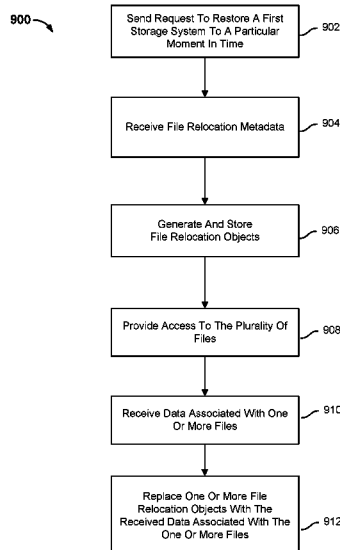 900
Send Request To Restore A First
Storage System To A Particular
Moment In Time
902
Receive File Relocation Metadata
904
Generate And Store
File Relocation Objects
906
Provide Access To The Plurality Of
Files
908
Receive Data Associated With One
Or More Files
910
Replace One Or More File
Relocation Objects With The
Received Data Associated With The
One Or More Files
912